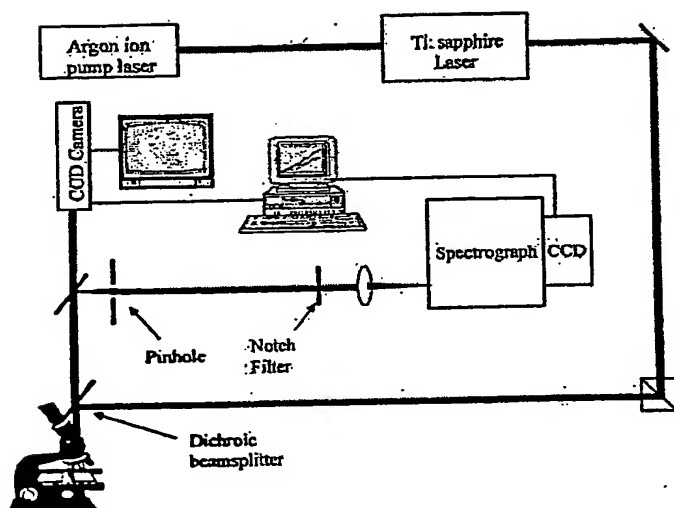 Argon ion
pump laser
Ti: sapphire
Laser
CCD Camera
Spectrograph
CCD
Pinhole
Notch
Filter
Dichroic
beamsplitter